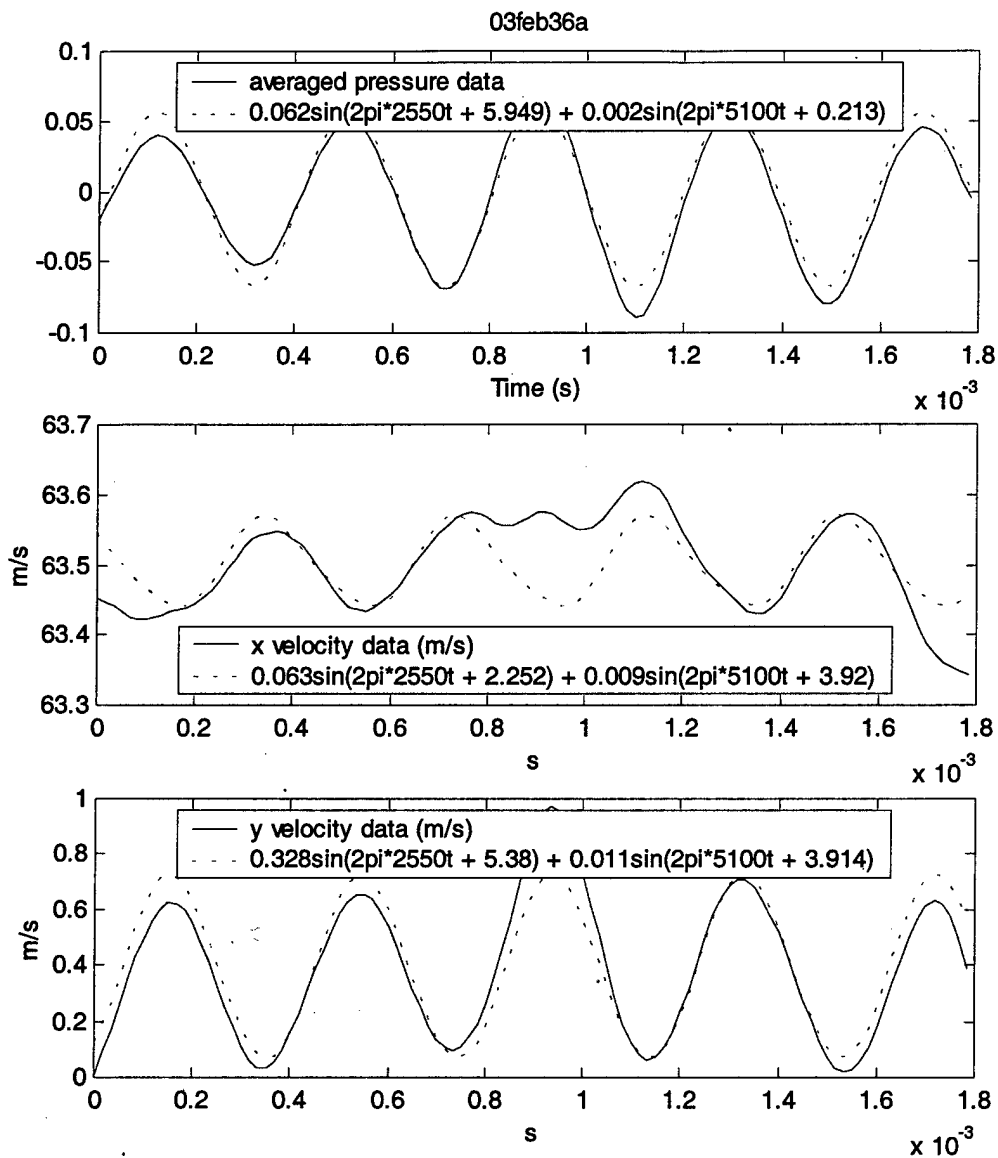 03feb36a
0.1
0.05
0
-0.05
-0.1
averaged pressure data
0.062sin(2pi*2550t + 5.949) + 0.002sin(2pi*5100t + 0.213)
0 0.2 0.4 0.6 0.8 1 1.2 1.4 1.6 1.8
Time (s)
x 10-3
63.7
63.6
63.5
63.4
63.3
m/s
x velocity data (m/s)
0.063sin(2pi*2550t + 2.252) + 0.009sin(2pi*5100t + 3.92)
0 0.2 0.4 0.6 0.8 1 1.2 1.4 1.6 1.8
s
x 10-3
1
0.8
0.6
0.4
0.2
0
m/s
y velocity data (m/s)
0.328sin(2pi*2550t + 5.38) + 0.011sin(2pi*5100t + 3.914)
0 0.2 0.4 0.6 0.8 1 1.2 1.4 1.6 1.8
s
x 10-3